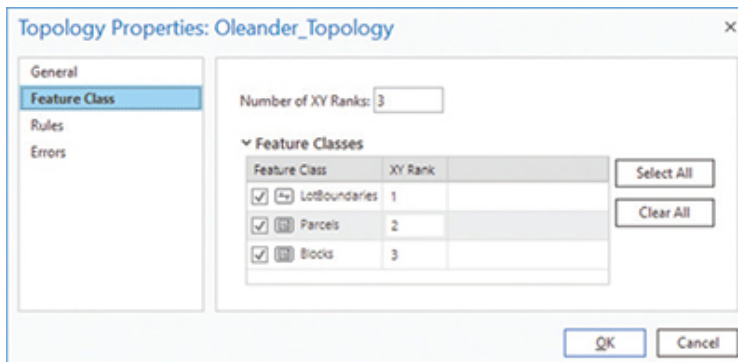 Topology Properties: Oleander_Topology
General
Feature Class
Rules
Errors
Number of XY Ranks: 3
Feature Classes
Feature Class XY Rank
LotBoundaries 1
Parcels 2
Blocks 3
Select All
Clear All
OK Cancel